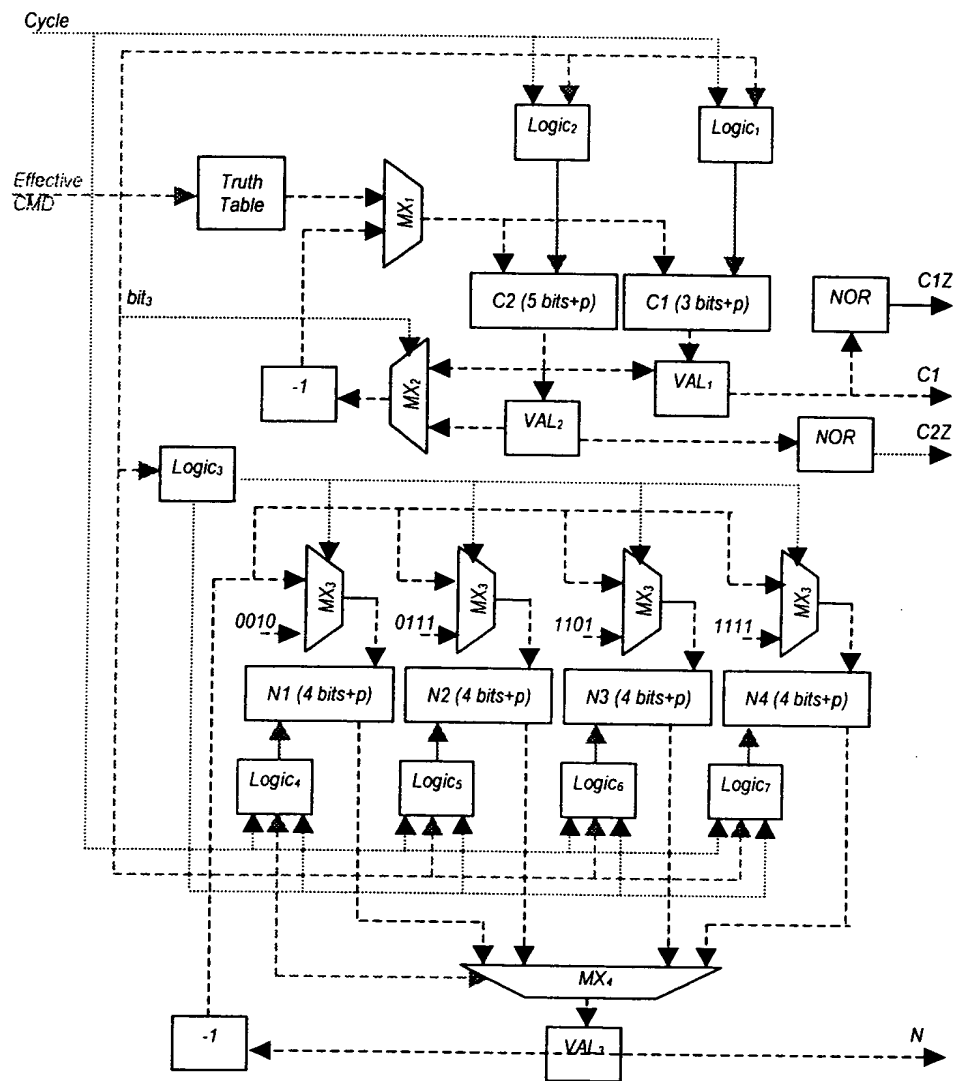 Cycle
Logic₂
Logic₁
Effective
CMD
Truth
Table
MX₁
C2 (5 bits+p)
C1 (3 bits+p)
NOR
C1Z
bit₃
-1
MX₂
VAL₁
C1
VAL₂
NOR
C2Z
Logic₃
MX₃
MX₃
MX₃
MX₃
0010
0111
1101
1111
N1 (4 bits+p)
N2 (4 bits+p)
N3 (4 bits+p)
N4 (4 bits+p)
Logic₄
Logic₅
Logic₆
Logic₇
MX₄
-1
VAL₃
N